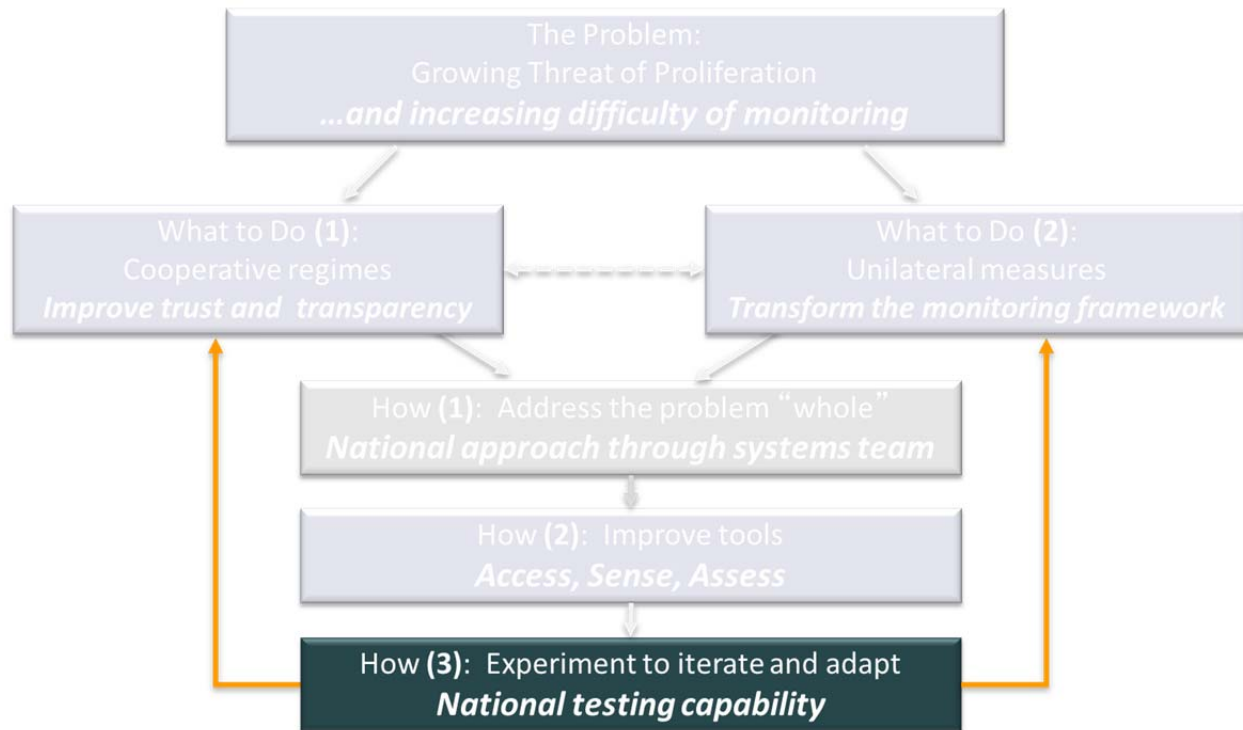 The Problem:
Growing Threat of Proliferation
...and increasing difficulty of monitoring
What to Do (1):
Cooperative regimes
Improve trust and transparency
What to Do (2):
Unilateral measures
Transform the monitoring framework
How (1): Address the problem “whole”
National approach through systems team
How (2): Improve tools
Access, Sense, Assess
How (3): Experiment to iterate and adapt
National testing capability